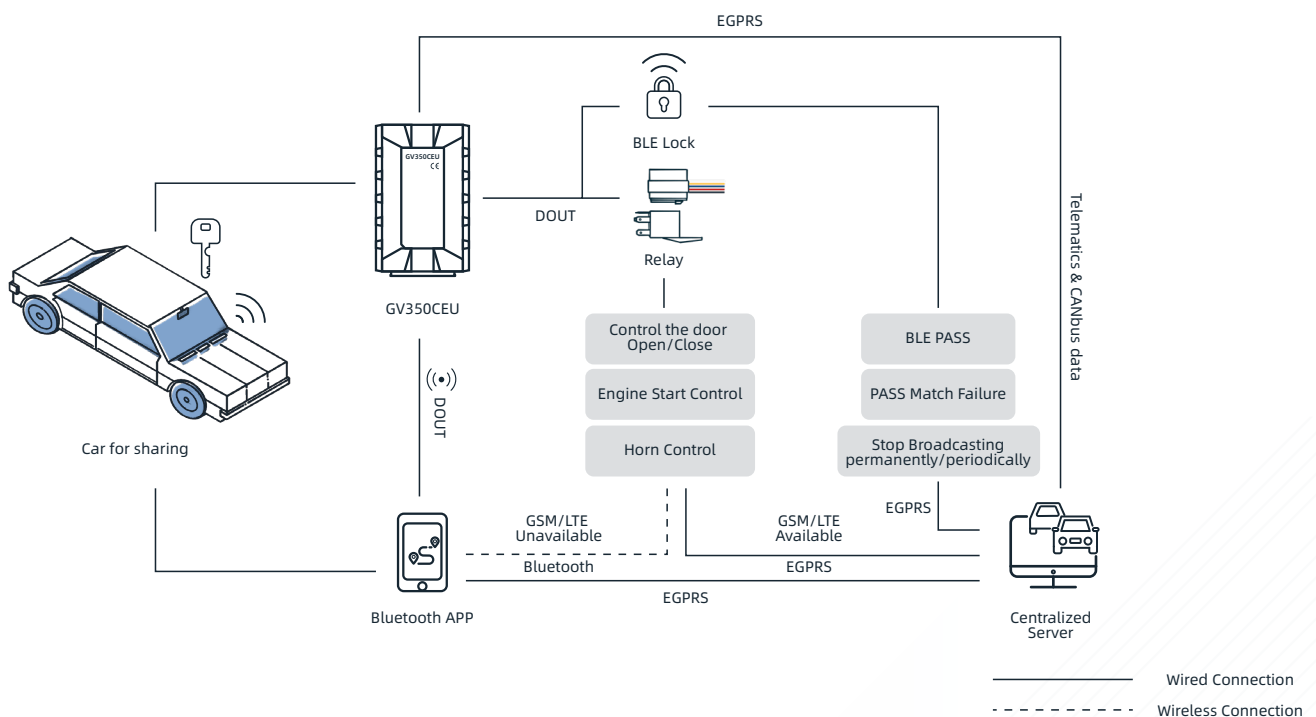 EGPRS
BLE Lock
GV350CEU
CE
DOUT
Relay
GV350CEU
Telematics & CANbus data
Control the door
Open/Close
BLE PASS
Engine Start Control
PASS Match Failure
DOUT
Horn Control
Stop Broadcasting
permanently/periodically
Car for sharing
EGPRS
GSM/LTE
Unavailable
GSM/LTE
Available
Bluetooth
EGPRS
EGPRS
Bluetooth APP
Centralized
Server
Wired Connection
Wireless Connection